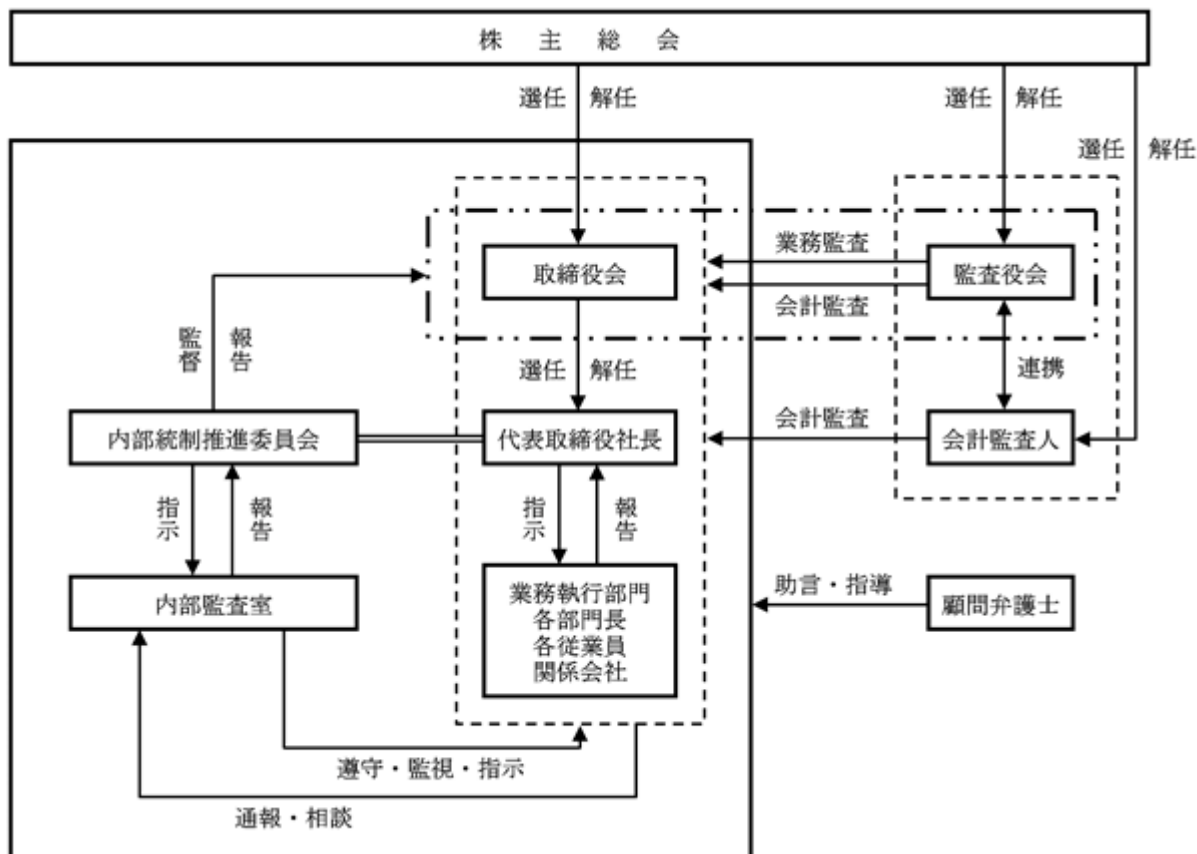 株主総会
選任 解任
選任 解任
選任 解任
業務監査
取締役会
監査役会
会計監査
監督 報告
選任 解任
連携
会計監査
内部統制推進委員会
代表取締役社長
会計監査人
指示 報告
指示 報告
業務執行部門
各部門長
各従業員
関係会社
助言・指導
内部監査室
顧問弁護士
遵守・監視・指示
通報・相談